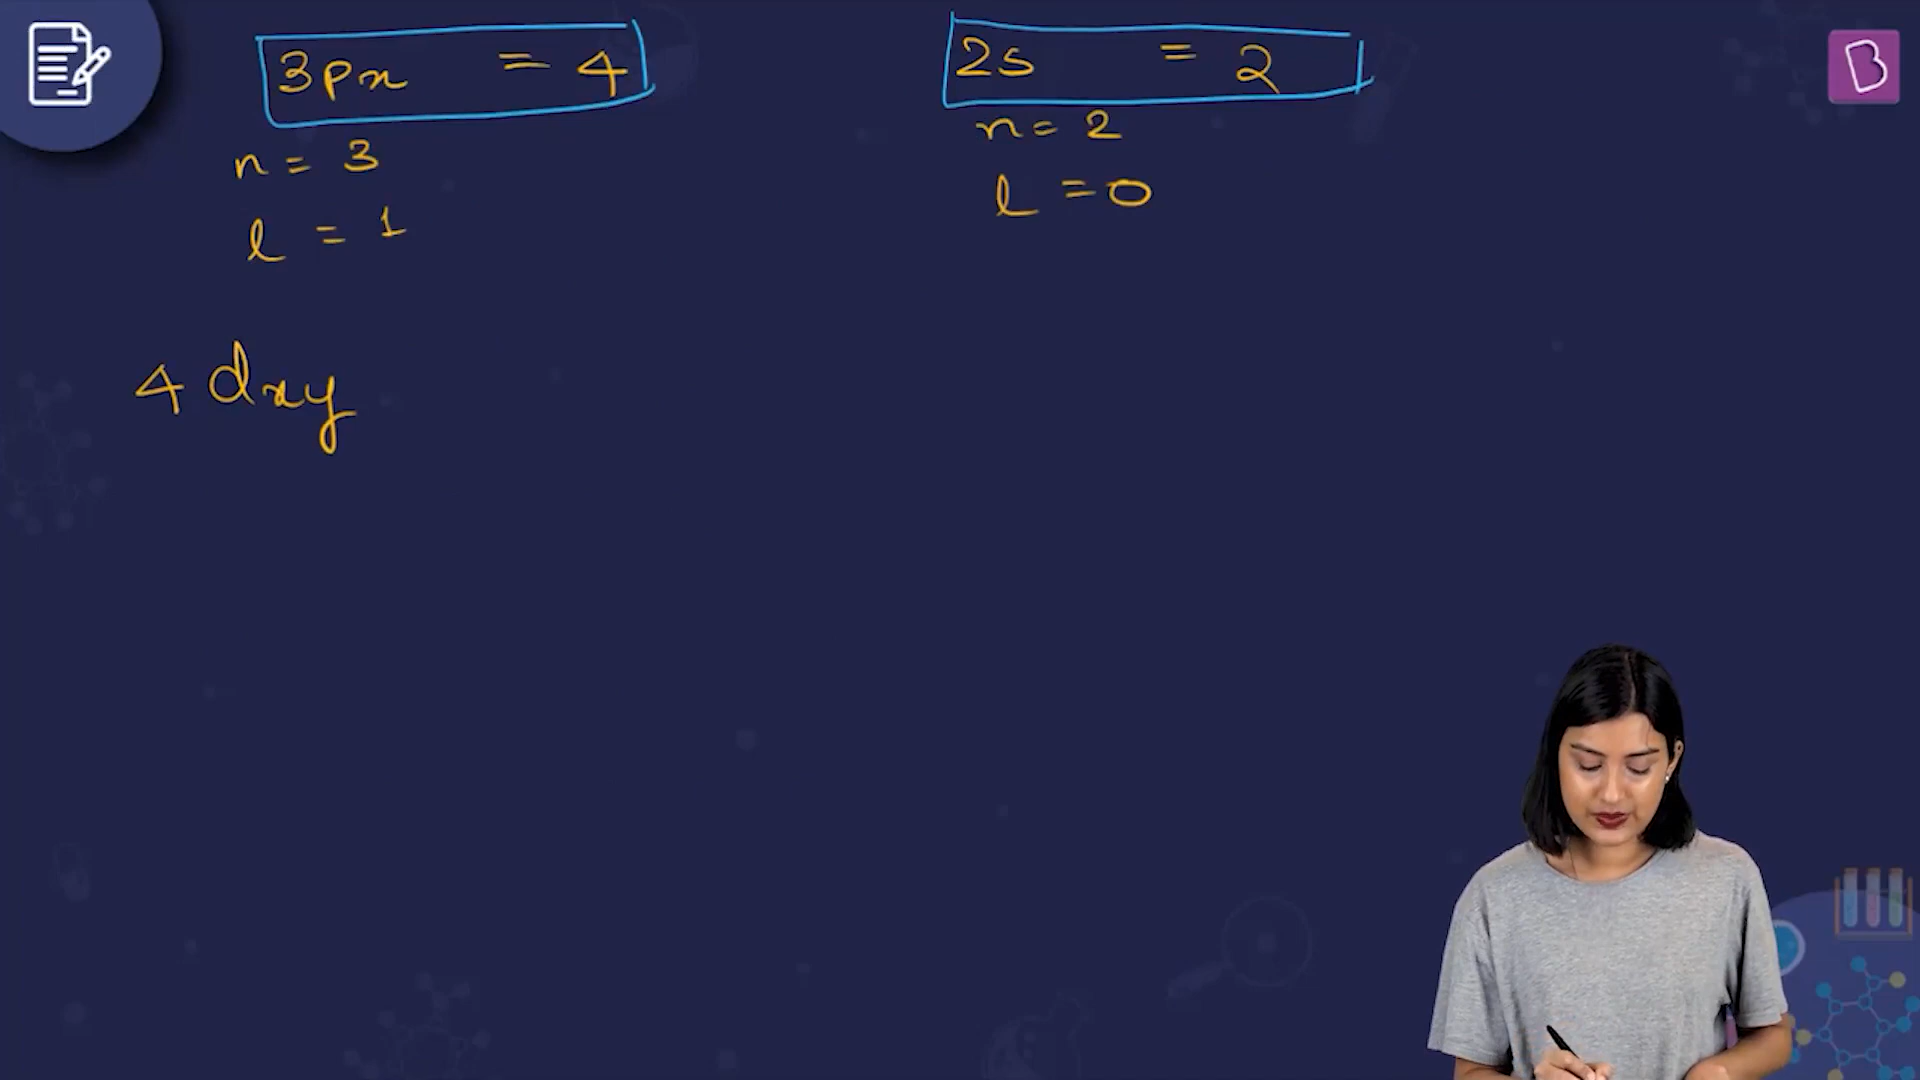 3px = 4
n = 3
l = 1
2s = 2
n = 2
l = 0
4 dxy
B